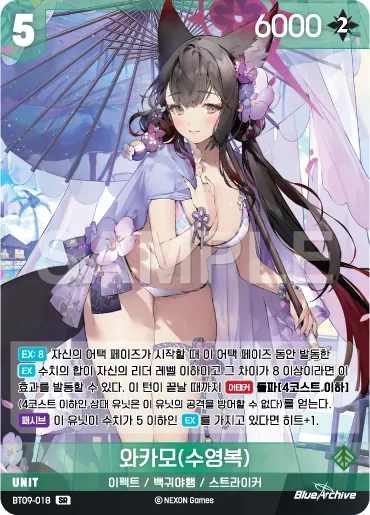 5
6000 2
SAMPLE
EX: 8 자신의 어택 페이즈가 시작할 때 이 어택 페이즈 동안 발동한
EX 수치의 합이 자신의 리더 레벨 이하이고 그 차이가 8 이상이라면 이
효과를 발동할 수 있다. 이 턴이 끝날 때까지 어태커 돌파[4코스트 이하]
(4코스트 이하인 상대 유닛은 이 유닛의 공격을 방어할 수 없다)를 얻는다.
패시브 이 유닛이 수치가 5 이하인 EX 를 가지고 있다면 히트+1.
와카모(수영복)
UNIT
이펙트 / 백귀야행 / 스트라이커
BT09-018 SR
© NEXON Games
BlueArchive